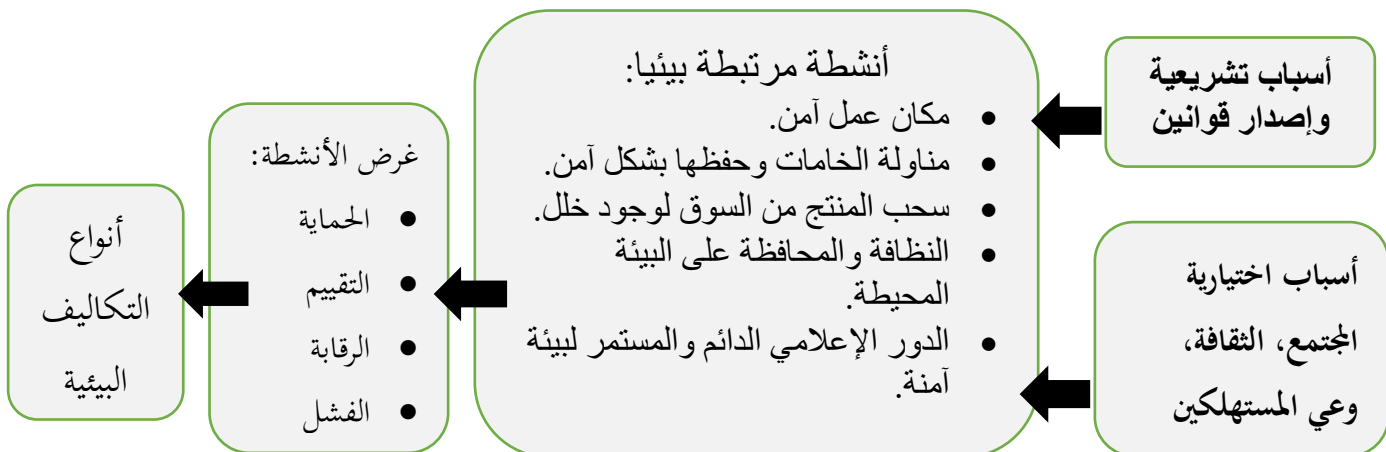 أسباب تشريعية
وإصدار قوانين
أسباب اختيارية
المجتمع، الثقافة،
وعي المستهلكين
أنشطة مرتبطة بيئيا:
• مكان عمل آمن.
• مناولة الخامات وحفظها بشكل آمن.
• سحب المنتج من السوق لوجود خلل.
• النظافة والمحافظة على البيئة
المحيطة.
• الدور الإعلامي الدائم والمستمر لبيئة
آمنة.
غرض الأنشطة:
• الحماية
• التقييم
• الرقابة
• الفشل
أنواع
التكاليف
البيئية